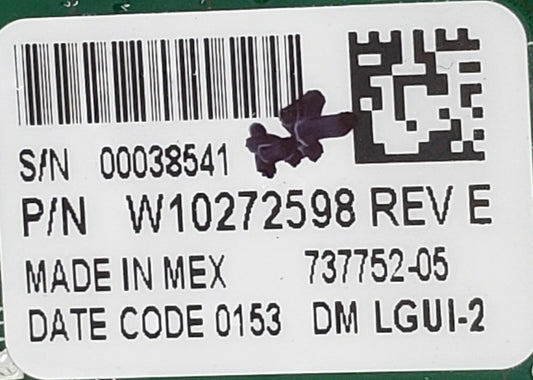 S/N 00038541
P/N W10272598 REV E
MADE IN MEX 737752-05
DATE CODE 0153 DM LGUI-2